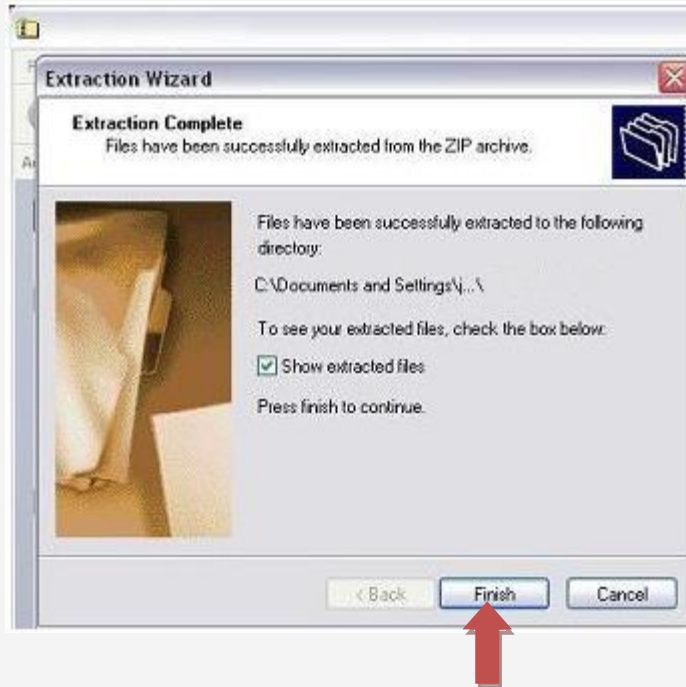 Extraction Wizard
Extraction Complete
Files have been successfully extracted from the ZIP archive.
Files have been successfully extracted to the following
directory:
C:\Documents and Settings\j...\
To see your extracted files, check the box below:
Show extracted files
Press finish to continue.
< Back Finish Cancel